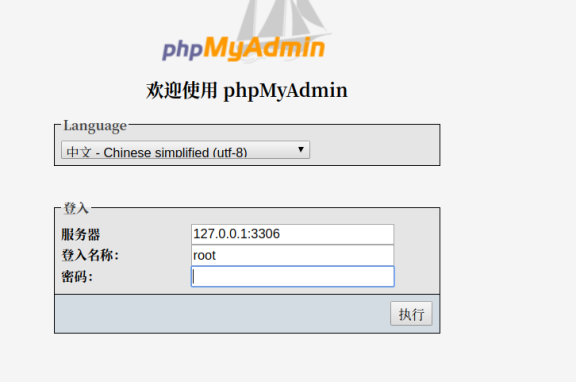 phpMyAdmin
欢迎使用 phpMyAdmin
Language
中文 - Chinese simplified (utf-8)
登入
服务器 127.0.0.1:3306
登入名称: root
密码:
执行